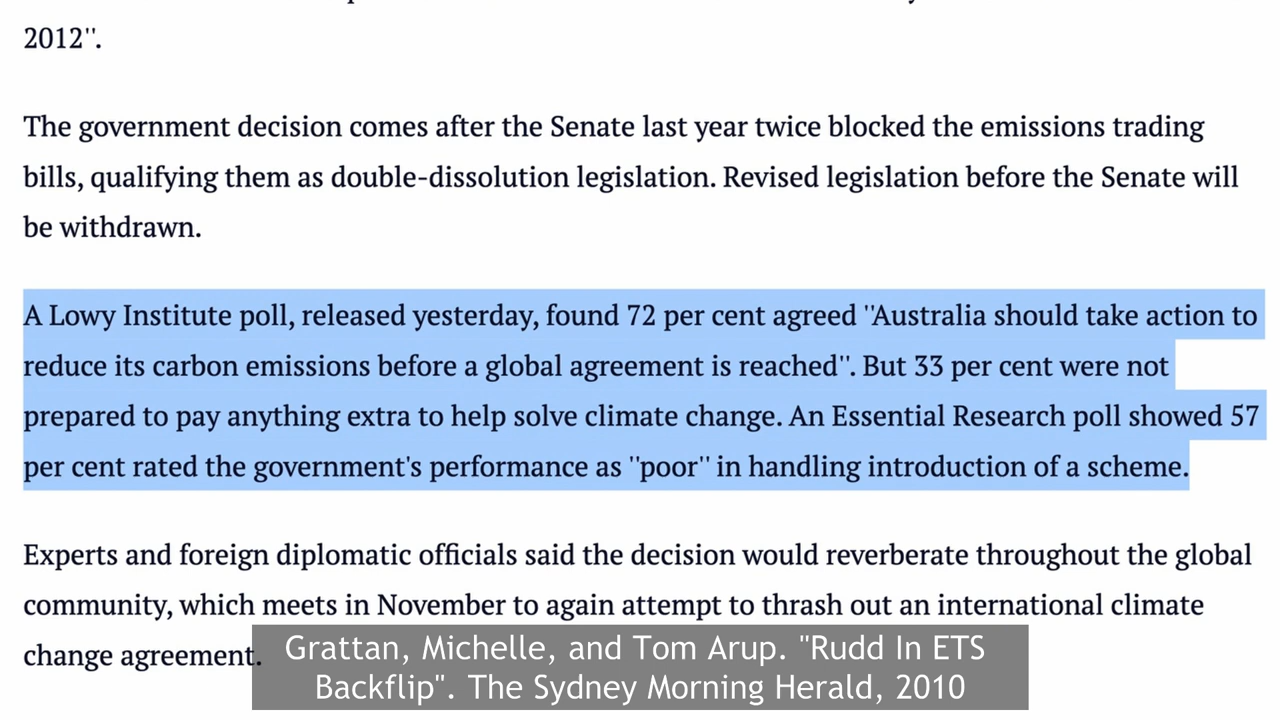 2012''.
The government decision comes after the Senate last year twice blocked the emissions trading
bills, qualifying them as double-dissolution legislation. Revised legislation before the Senate will
be withdrawn.
A Lowy Institute poll, released yesterday, found 72 per cent agreed ''Australia should take action to
reduce its carbon emissions before a global agreement is reached''. But 33 per cent were not
prepared to pay anything extra to help solve climate change. An Essential Research poll showed 57
per cent rated the government's performance as ''poor'' in handling introduction of a scheme.
Experts and foreign diplomatic officials said the decision would reverberate throughout the global
community, which meets in November to again attempt to thrash out an international climate
change agreement.
Grattan, Michelle, and Tom Arup. "Rudd In ETS
Backflip". The Sydney Morning Herald, 2010